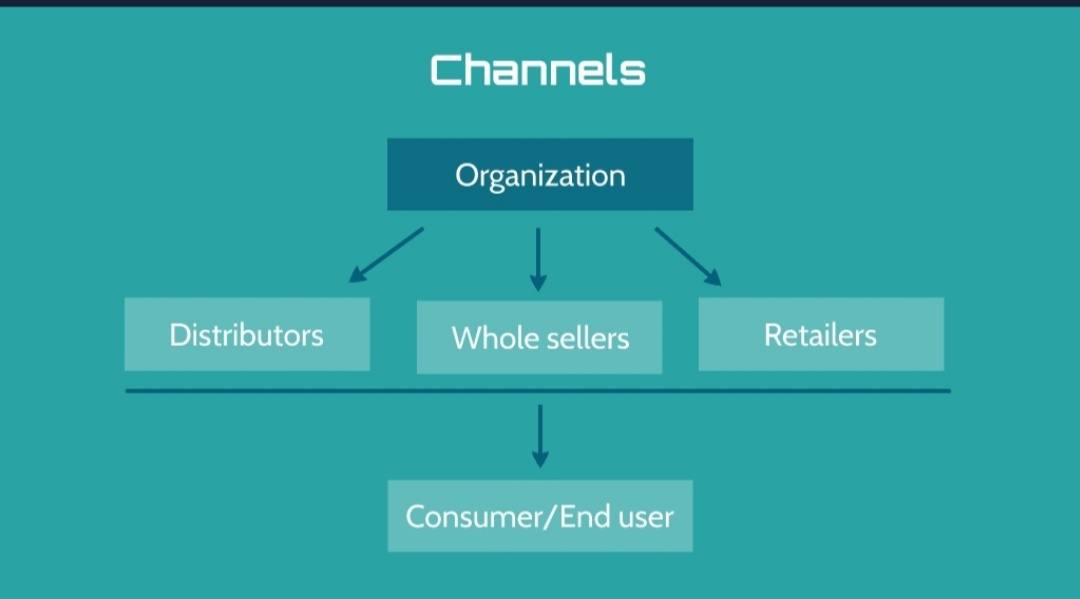 Channels
Organization
Distributors
Whole sellers
Retailers
Consumer/End user